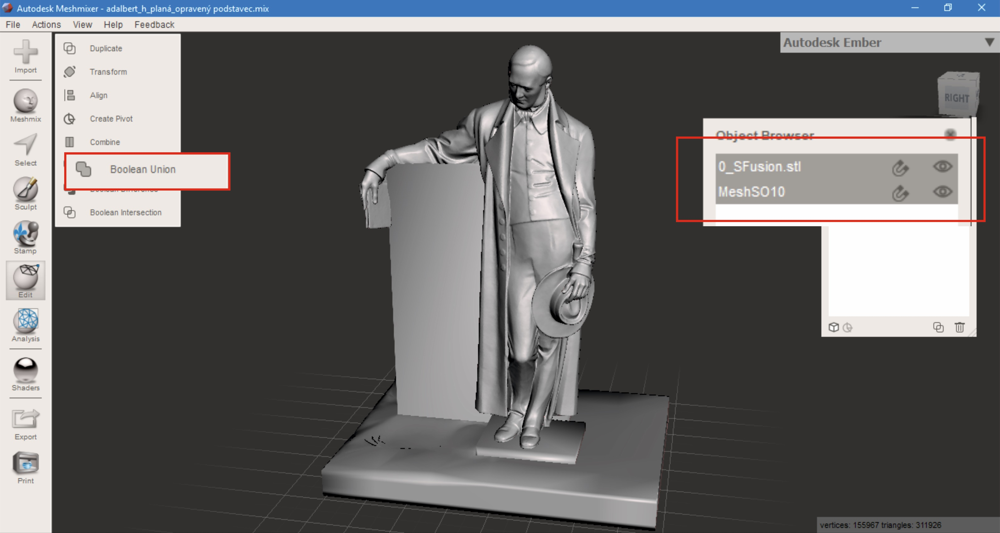 Autodesk Meshmixer - adalbert_h_planá_opravený podstavec.mix
File Actions View Help Feedback
Import
Meshmix
Select
Sculpt
Stamp
Edit
Analysis
Shaders
Export
Print
Duplicate
Transform
Align
Create Pivot
Combine
Boolean Union
Boolean Difference
Boolean Intersection
Autodesk Ember
RIGHT
Object Browser
0_SFusion.stl
MeshSO10
vertices: 155967 triangles: 311926